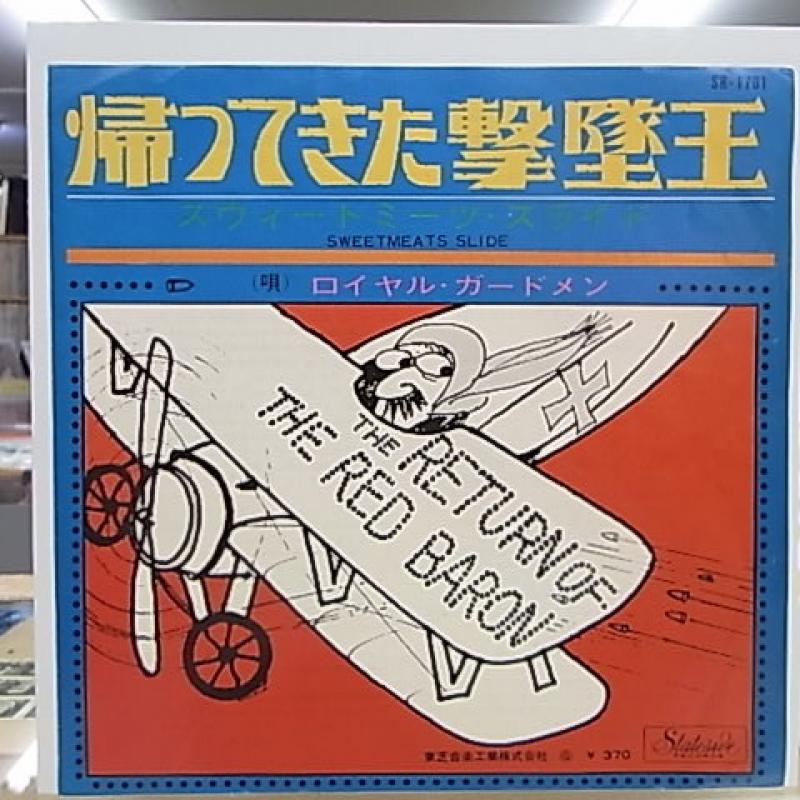 SR-1701
帰ってきた撃墜王
スウィートミーツ・スライド
SWEETMEATS SLIDE
(唄) ロイヤル・ガードメン
THE RETURN OF
THE RED BARON
東芝音楽工業株式会社 ¥370
Stateside
RECORDS